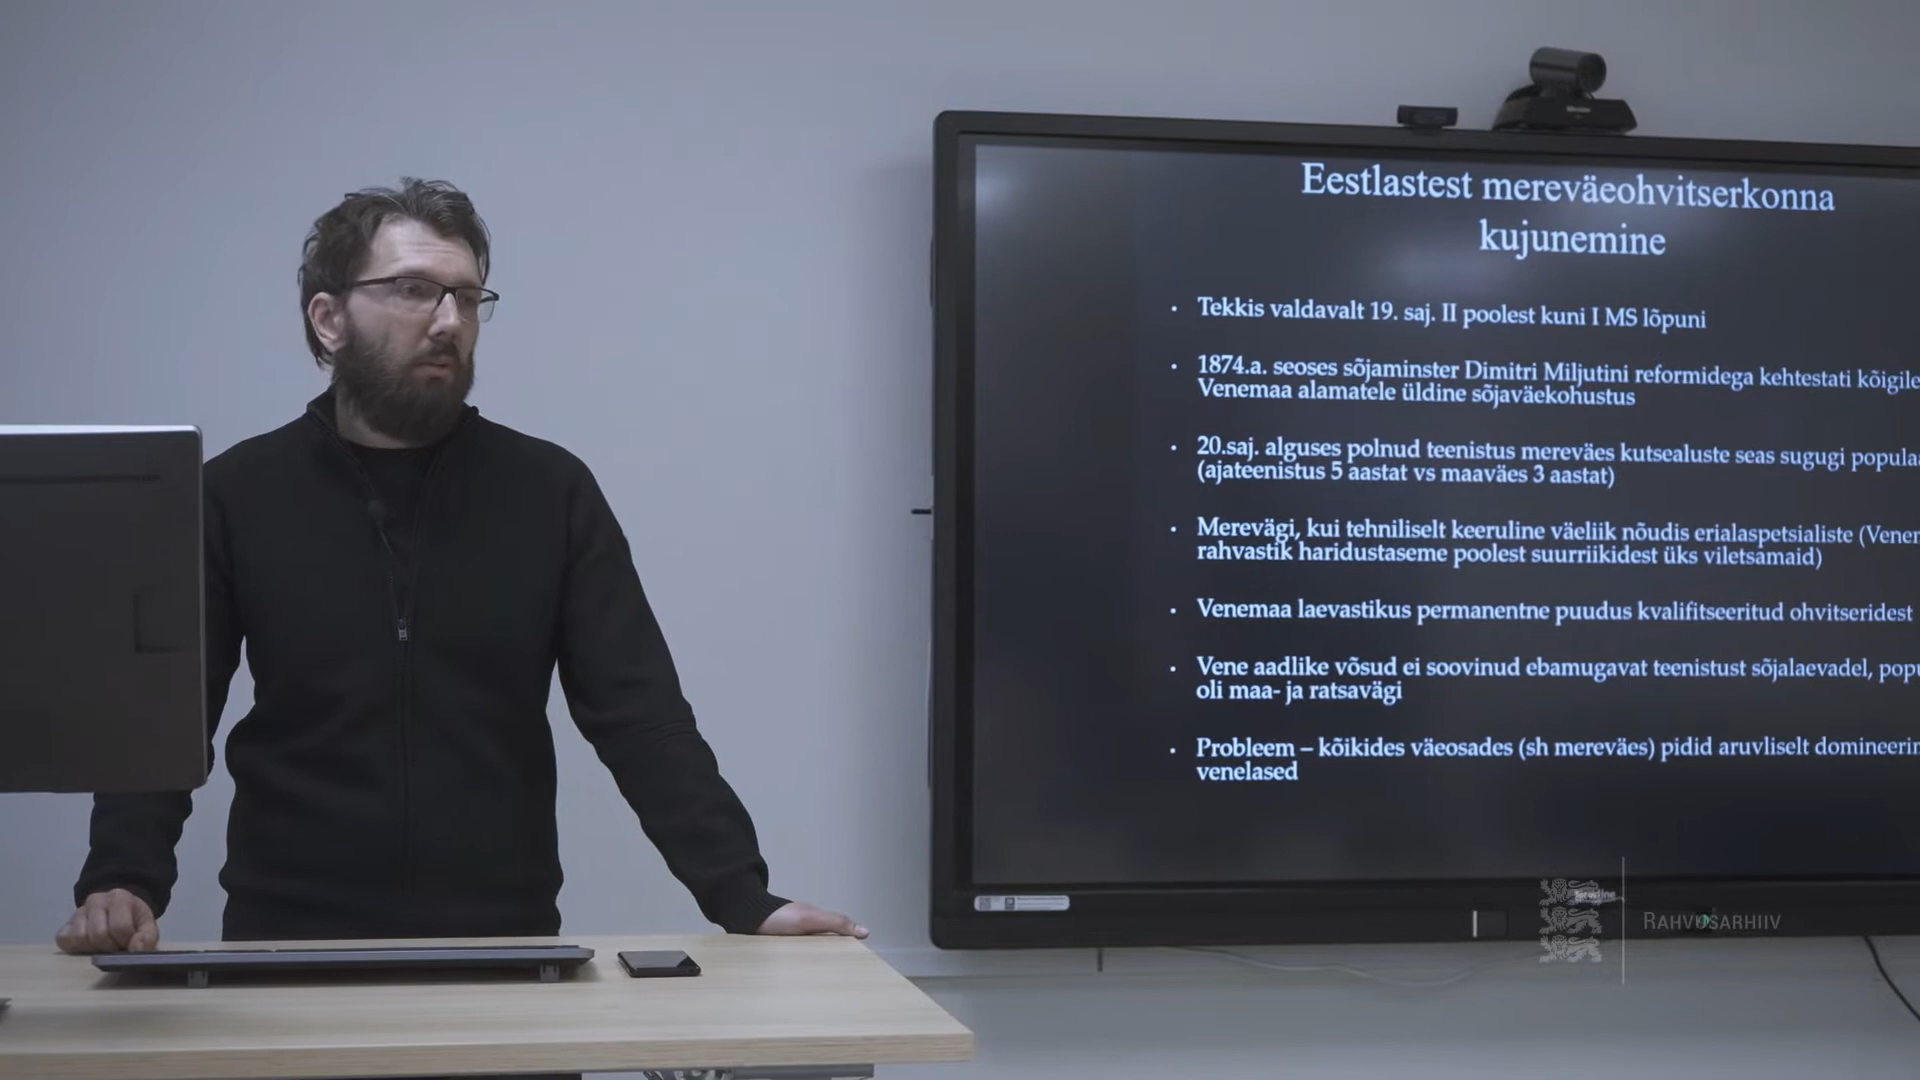 Eestlastest mereväeohvitserkonna
kujunemine
• Tekkis valdavalt 19. saj. II poolest kuni I MS lõpuni
• 1874.a. seoses sõjaminster Dimitri Miljutini reformidega kehtestati kõigile
Venemaa alamatele üldine sõjaväekohustus
• 20.saj. alguses polnud teenistus mereväes kutsealuste seas sugugi
(ajateenistus 5 aastat vs maaväes 3 aastat)
• Merevägi, kui tehniliselt keeruline väeliik nõudis erialaspetsialiste
rahvastik haridustaseme poolest suurriikidest üks viletsamaid)
• Venemaa laevastikus permanentne puudus kvalifitseeritud ohvitseridest
• Vene aadlike võsud ei soovinud ebamugavat teenistust sõjalaevadel,
oli maa- ja ratsavägi
• Probleem – kõikides väeosades (sh mereväes) pidid aruvliselt
venelased
RAHVUSARHIIV